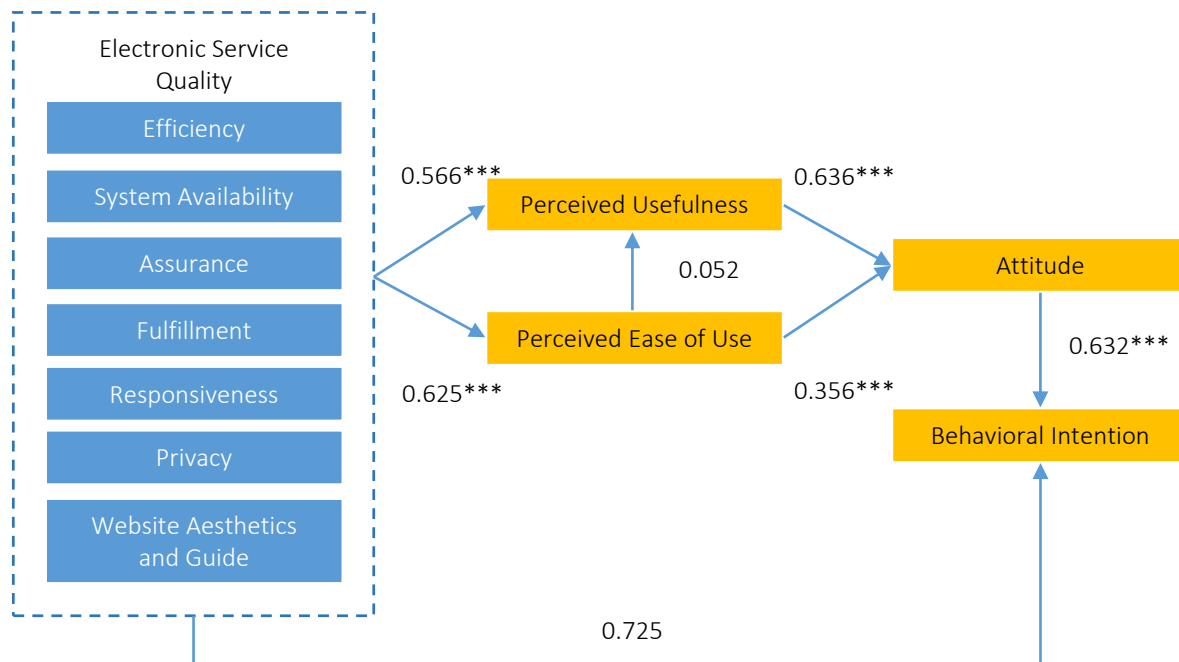 Electronic Service
Quality
Efficiency
System Availability
Assurance
Fulfillment
Responsiveness
Privacy
Website Aesthetics
and Guide
0.566***
0.625***
Perceived Usefulness
0.052
Perceived Ease of Use
0.636***
0.356***
Attitude
0.632***
Behavioral Intention
0.725